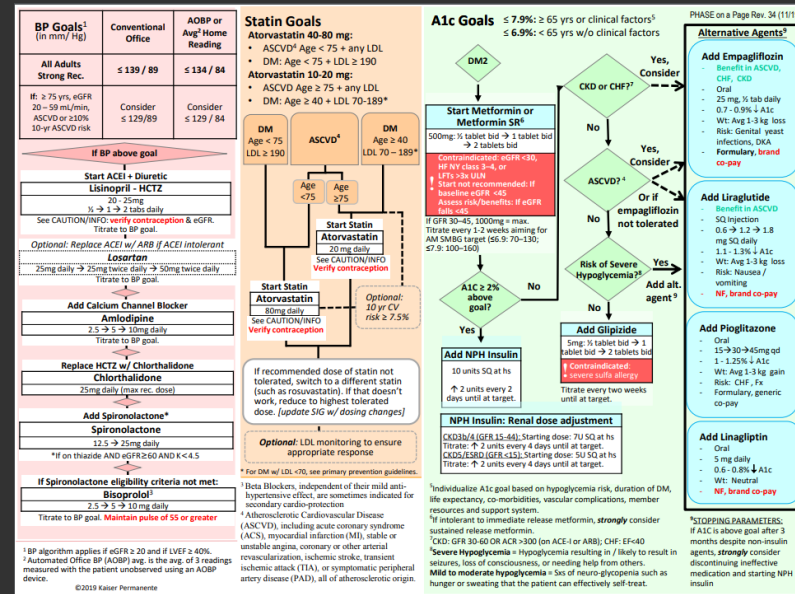 BP Goals¹
(in mm/ Hg)
Conventional
Office
AOBP or
Avg² Home
Reading
All Adults
Strong Rec.
≤ 139 / 89
≤ 134 / 84
If: ≥ 75 yrs, eGFR
20 – 59 mL/min,
ASCVD or ≥10%
10-yr ASCVD risk
Consider
≤ 129/89
Consider
≤ 129 / 84
If BP above goal
Start ACEI + Diuretic
Lisinopril - HCTZ
20 - 25mg
½ → 1 → 2 tabs daily
See CAUTION/INFO: verify contraception & eGFR.
Titrate to BP goal.
Optional: Replace ACEI w/ ARB if ACEI intolerant
Losartan
25mg daily → 25mg twice daily → 50mg twice daily
Titrate to BP goal.
Add Calcium Channel Blocker
Amlodipine
2.5 → 5 → 10mg daily
Titrate to BP goal.
Replace HCTZ w/ Chlorthalidone
Chlorthalidone
25mg daily (max rec. dose)
Add Spironolactone*
Spironolactone
12.5 → 25mg daily
*If on thiazide AND eGFR≥60 AND K<4.5
If Spironolactone eligibility criteria not met:
Bisoprolol³
2.5 → 5 → 10mg daily
Titrate to BP goal. Maintain pulse of 55 or greater
¹ BP algorithm applies if eGFR ≥ 20 and if LVEF ≥ 40%.
² Automated Office BP (AOBP) avg. is the avg. of 3 readings
measured with the patient unobserved using an AOBP
device.
©2019 Kaiser Permanente
Statin Goals
Atorvastatin 40-80 mg:
• ASCVD⁴ Age < 75 + any LDL
• DM: Age < 75 + LDL ≥ 190
Atorvastatin 10-20 mg:
• ASCVD Age ≥ 75 + any LDL
• DM: Age ≥ 40 + LDL 70-189*
DM
Age < 75
LDL ≥ 190
ASCVD⁴
DM
Age ≥ 40
LDL 70 – 189*
Age
<75
Age
≥75
Start Statin
Atorvastatin
20 mg daily
See CAUTION/INFO
Verify contraception
Start Statin
Atorvastatin
80mg daily
See CAUTION/INFO
Verify contraception
Optional:
10 yr CV
risk ≥ 7.5%
If recommended dose of statin not
tolerated, switch to a different statin
(such as rosuvastatin). If that doesn't
work, reduce to highest tolerated
dose. [update SIG w/ dosing changes]
Optional: LDL monitoring to ensure
appropriate response
* For DM w/ LDL <70, see primary prevention guidelines.
³ Beta Blockers, independent of their mild anti-
hypertensive effect, are sometimes indicated for
secondary cardio-protection
⁴ Atherosclerotic Cardiovascular Disease
(ASCVD), including acute coronary syndrome
(ACS), myocardial infarction (MI), stable or
unstable angina, coronary or other arterial
revascularization, ischemic stroke, transient
ischemic attack (TIA), or symptomatic peripheral
artery disease (PAD), all of atherosclerotic origin.
A1c Goals
≤ 7.9%: ≥ 65 yrs or clinical factors⁵
≤ 6.9%: < 65 yrs w/o clinical factors
DM2
Start Metformin or
Metformin SR⁶
500mg: ½ tablet bid → 1 tablet bid
→ 2 tablets bid
Contraindicated: eGFR <30,
HF NY class 3–4, or
LFTs >3x ULN
Start not recommended: If
baseline eGFR <45
Assess risk/benefits: If eGFR
falls <45
If GFR 30–45, 1000mg = max.
Titrate every 1-2 weeks aiming for
AM SMBG target (≤6.9: 70–130;
≤7.9: 100–160)
A1C ≥ 2%
above
goal?
No
Yes
Add NPH Insulin
10 units SQ at hs
↑ 2 units every 2
days until at target.
CKD or CHF?⁷
Yes,
Consider
No
ASCVD? ⁴
Yes,
Consider
Or if
empagliflozin
not tolerated
No
Risk of Severe
Hypoglycemia?⁸
Yes
Add alt.
agent ⁹
No
Add Glipizide
5mg: ½ tablet bid → 1
tablet bid → 2 tablets bid
Contraindicated:
severe sulfa allergy
Titrate every two weeks
until at target.
NPH Insulin: Renal dose adjustment
CKD3b/4 (GFR 15-44): Starting dose: 7U SQ at hs
Titrate: ↑ 2 units every 4 days until at target.
CKD5/ESRD (GFR <15): Starting dose: 5U SQ at hs
Titrate: ↑ 2 units every 4 days until at target.
⁵Individualize A1c goal based on hypoglycemia risk, duration of DM,
life expectancy, co-morbidities, vascular complications, member
resources and support system.
⁶If intolerant to immediate release metformin, strongly consider
sustained release metformin.
⁷CKD: GFR 30-60 OR ACR >300 (on ACE-I or ARB); CHF: EF<40
⁸Severe Hypoglycemia = Hypoglycemia resulting in / likely to result in
seizures, loss of consciousness, or needing help from others.
Mild to moderate hypoglycemia = Sxs of neuro-glycopenia such as
hunger or sweating that the patient can effectively self-treat.
PHASE on a Page Rev. 34 (11/1
Alternative Agents⁹
Add Empagliflozin
- Benefit in ASCVD,
CHF, CKD
- Oral
- 25 mg, ½ tab daily
- 0.7 - 0.9% ↓ A1c
- Wt: Avg 1-3 kg loss
- Risk: Genital yeast
infections, DKA
- Formulary, brand
co-pay
Add Liraglutide
- Benefit in ASCVD
- SQ Injection
- 0.6 → 1.2 → 1.8
mg SQ daily
- 1.1 - 1.3% ↓ A1c
- Wt: Avg 1-3 kg loss
- Risk: Nausea /
vomiting
- NF, brand co-pay
Add Pioglitazone
- Oral
- 15→30→45mg qd
- 1 - 1.25% ↓ A1c
- Wt: Avg 1-3 kg gain
- Risk: CHF , Fx
- Formulary, generic
co-pay
Add Linagliptin
- Oral
- 5 mg daily
- 0.6 - 0.8% ↓ A1c
- Wt: Neutral
- NF, brand co-pay
⁹STOPPING PARAMETERS:
If A1C is above goal after 3
months despite non-insulin
agents, strongly consider
discontinuing ineffective
medication and starting NPH
insulin